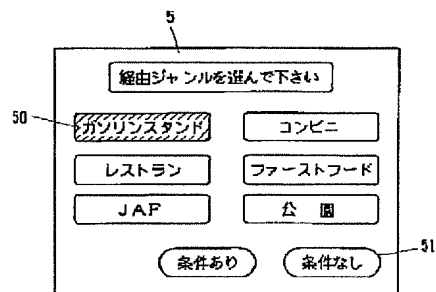 5
経由ジャンルを選んで下さい
50
ガソリンスタンド コンビニ
レストラン ファーストフード
JAF 公園
条件あり 条件なし
51